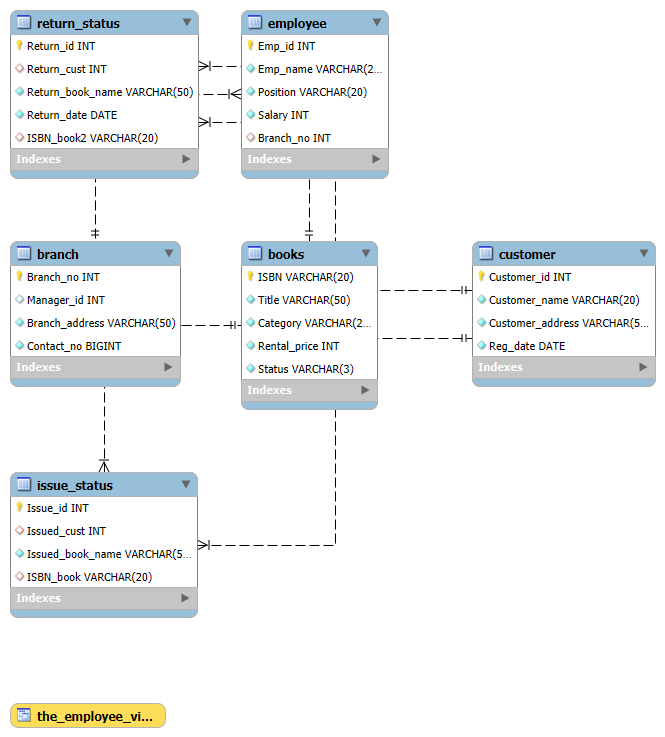 return_status
Return_id INT
Return_cust INT
Return_book_name VARCHAR(50)
Return_date DATE
ISBN_book2 VARCHAR(20)
Indexes
employee
Emp_id INT
Emp_name VARCHAR(2...
Position VARCHAR(20)
Salary INT
Branch_no INT
Indexes
branch
Branch_no INT
Manager_id INT
Branch_address VARCHAR(50)
Contact_no BIGINT
Indexes
books
ISBN VARCHAR(20)
Title VARCHAR(50)
Category VARCHAR(2...
Rental_price INT
Status VARCHAR(3)
Indexes
customer
Customer_id INT
Customer_name VARCHAR(20)
Customer_address VARCHAR(5...
Reg_date DATE
Indexes
issue_status
Issue_id INT
Issued_cust INT
Issued_book_name VARCHAR(5...
ISBN_book VARCHAR(20)
Indexes
the_employee_vi...